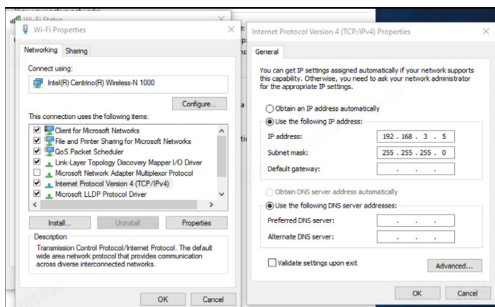 Wi-Fi Status
Wi-Fi Properties
Networking Sharing
Connect using:
Intel(R) Centrino(R) Wireless-N 1000
Configure...
This connection uses the following items:
Client for Microsoft Networks
File and Printer Sharing for Microsoft Networks
QoS Packet Scheduler
Link-Layer Topology Discovery Mapper I/O Driver
Microsoft Network Adapter Multiplexor Protocol
Internet Protocol Version 4 (TCP/IPv4)
Microsoft LLDP Protocol Driver
Install...
Uninstall
Properties
Description
Transmission Control Protocol/Internet Protocol. The default
wide area network protocol that provides communication
across diverse interconnected networks.
OK
Cancel
Internet Protocol Version 4 (TCP/IPv4) Properties
General
You can get IP settings assigned automatically if your network supports
this capability. Otherwise, you need to ask your network administrator
for the appropriate IP settings.
Obtain an IP address automatically
Use the following IP address:
IP address: 192 . 168 . 3 . 5
Subnet mask: 255 . 255 . 255 . 0
Default gateway: . . .
Obtain DNS server address automatically
Use the following DNS server addresses:
Preferred DNS server: . . .
Alternate DNS server: . . .
Validate settings upon exit
Advanced...
OK
Cancel